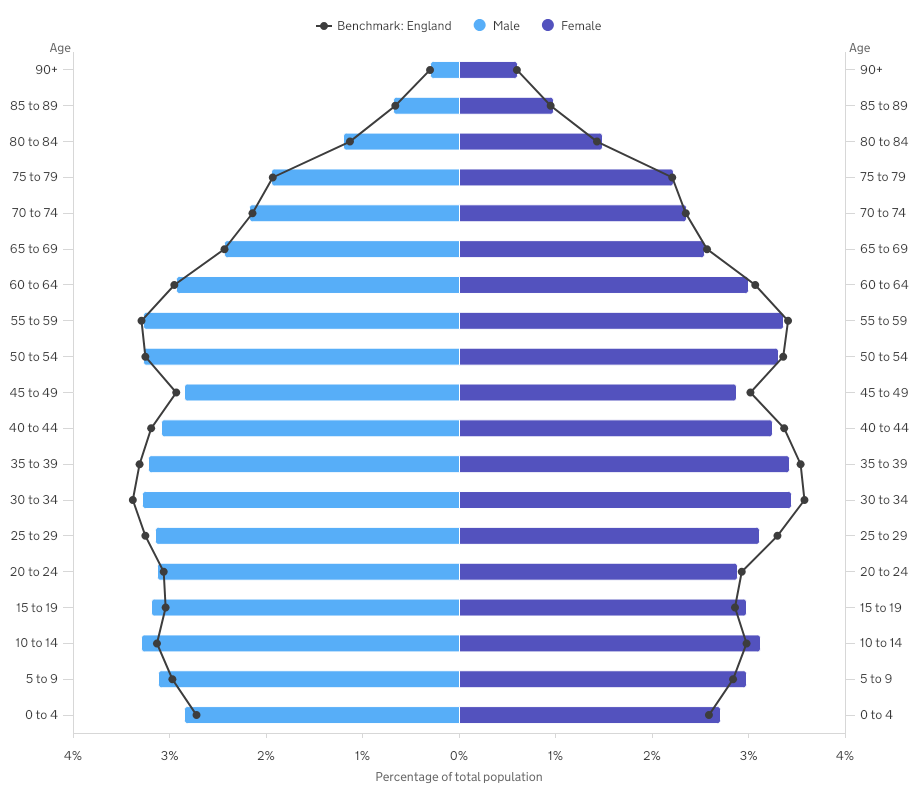 Benchmark: England Male Female
Age Age
90+ 90+
85 to 89 85 to 89
80 to 84 80 to 84
75 to 79 75 to 79
70 to 74 70 to 74
65 to 69 65 to 69
60 to 64 60 to 64
55 to 59 55 to 59
50 to 54 50 to 54
45 to 49 45 to 49
40 to 44 40 to 44
35 to 39 35 to 39
30 to 34 30 to 34
25 to 29 25 to 29
20 to 24 20 to 24
15 to 19 15 to 19
10 to 14 10 to 14
5 to 9 5 to 9
0 to 4 0 to 4
4% 3% 2% 1% 0% 1% 2% 3% 4%
Percentage of total population